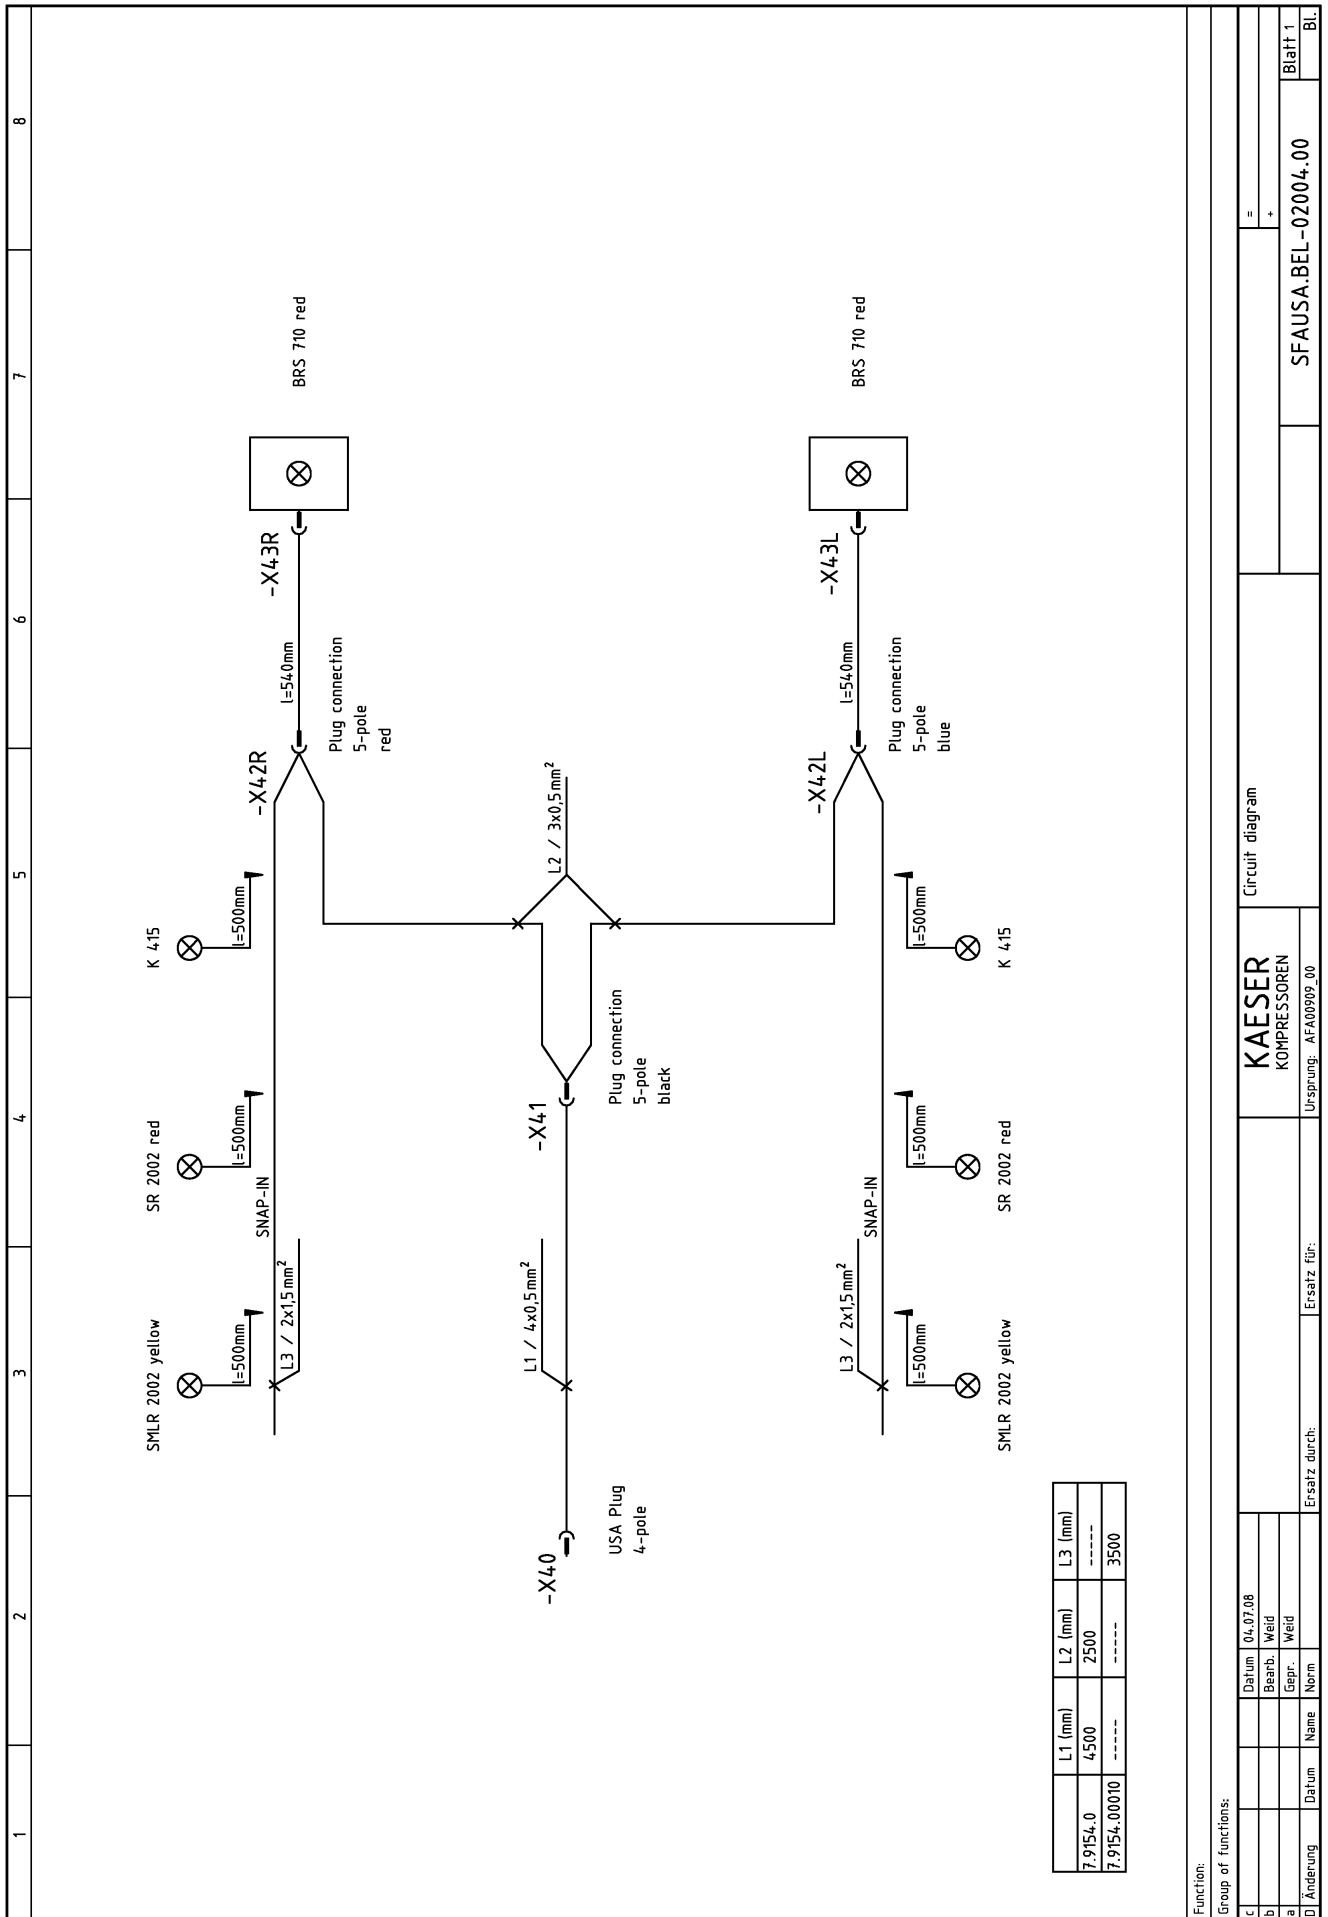 1 2 3 4 5 6 7 8
SMLR 2002 yellow
SR 2002 red
K 415
l=500mm
l=500mm
l=500mm
SNAP-IN
L3 / 2x1,5mm²
-X42R
-X43R
l=540mm
BRS 710 red
Plug connection
5-pole
red
L1 / 4x0,5mm²
-X40
-X41
L2 / 3x0,5mm²
USA Plug
4-pole
Plug connection
5-pole
black
L3 / 2x1,5mm²
SNAP-IN
-X42L
-X43L
l=540mm
BRS 710 red
Plug connection
5-pole
blue
l=500mm
l=500mm
l=500mm
SMLR 2002 yellow
SR 2002 red
K 415
L1 (mm) L2 (mm) L3 (mm)
7.9154.0 4500 2500 -----
7.9154.00010 ----- ----- 3500
Function:
Group of functions:
c Datum 04.07.08 KAESER Circuit diagram =
b Bearb. Weid KOMPRESSOREN +
a Gepr. Weid SFAUSA.BEL-02004.00 Blatt 1
D Änderung Datum Name Norm Ersatz durch: Ersatz für: Ursprung: AFA00909_00 Bl.